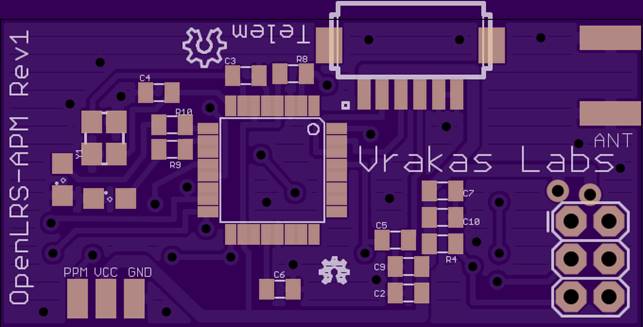 OpenLRS-APM Rev1
Telem
C3
R8
C4
R10
R9
Y1
ANT
Vrakas Labs
C7
C10
C5
R4
C9
C2
C6
PPM VCC GND